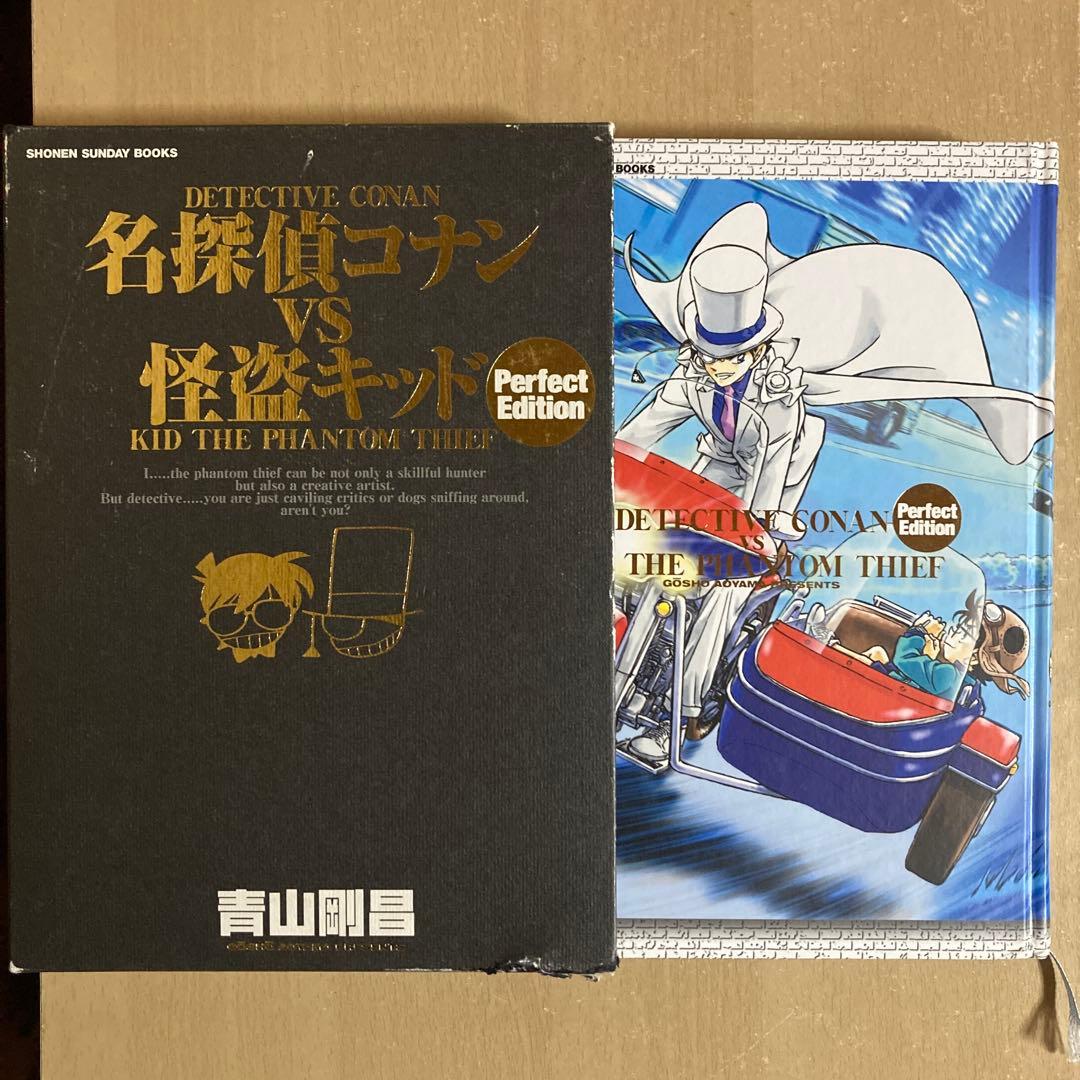 SHONEN SUNDAY BOOKS
DETECTIVE CONAN
名探偵コナン
VS
怪盗キッド
Perfect
Edition
KID THE PHANTOM THIEF
I.....the phantom thief can be not only a skillful hunter
but also a creative artist.
But detective.....you are just caviling critics or dogs sniffing around,
aren't you?
青山剛昌
GOSHO AOYAMA PRESENTS
BOOKS
DETECTIVE CONAN
VS
THE PHANTOM THIEF
Perfect
Edition
GOSHO AOYAMA PRESENTS